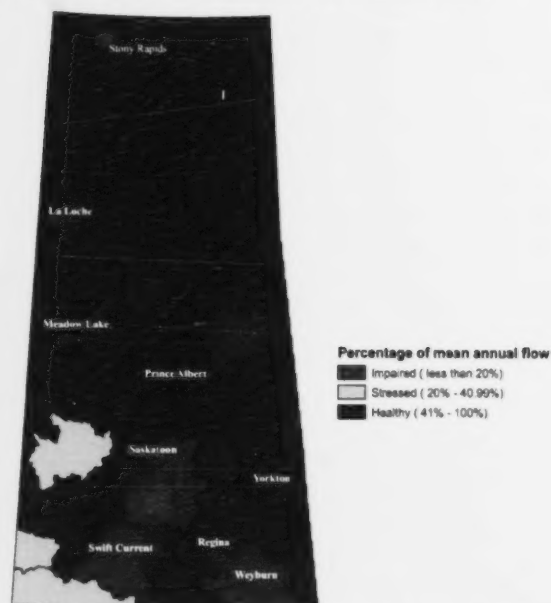 Stony Rapids
La Loche
Meadow Lake
Prince Albert
Saskatoon
Yorkton
Swift Current
Regina
Weyburn
Percentage of mean annual flow
Impaired ( less than 20%)
Stressed ( 20% - 40.99%)
Healthy ( 41% - 100%)